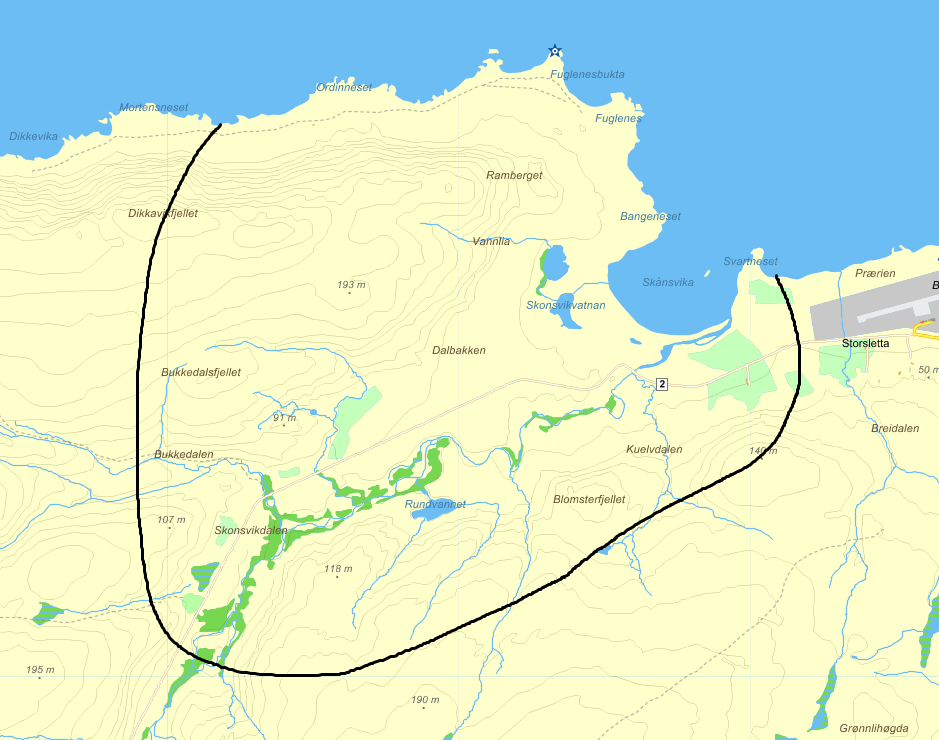 Fuglenesbukta
Ordinneset
Mortensneset
Fuglenes
Dikkevika
Ramberget
Dikkavikfjellet
Bangeneset
Vannlia
Svartneset
Prærien
Skånsvika
193 m
B
Skonsvikvatnan
Storsletta
Dalbakken
Bukkedalsfjellet
50 m
2
91 m
Breidalen
Kuelvdalen
149 m
Bukkedalen
Blomsterfjellet
Rundvannet
107 m
Skonsvikdalen
118 m
195 m
190 m
Grønnlihøgda